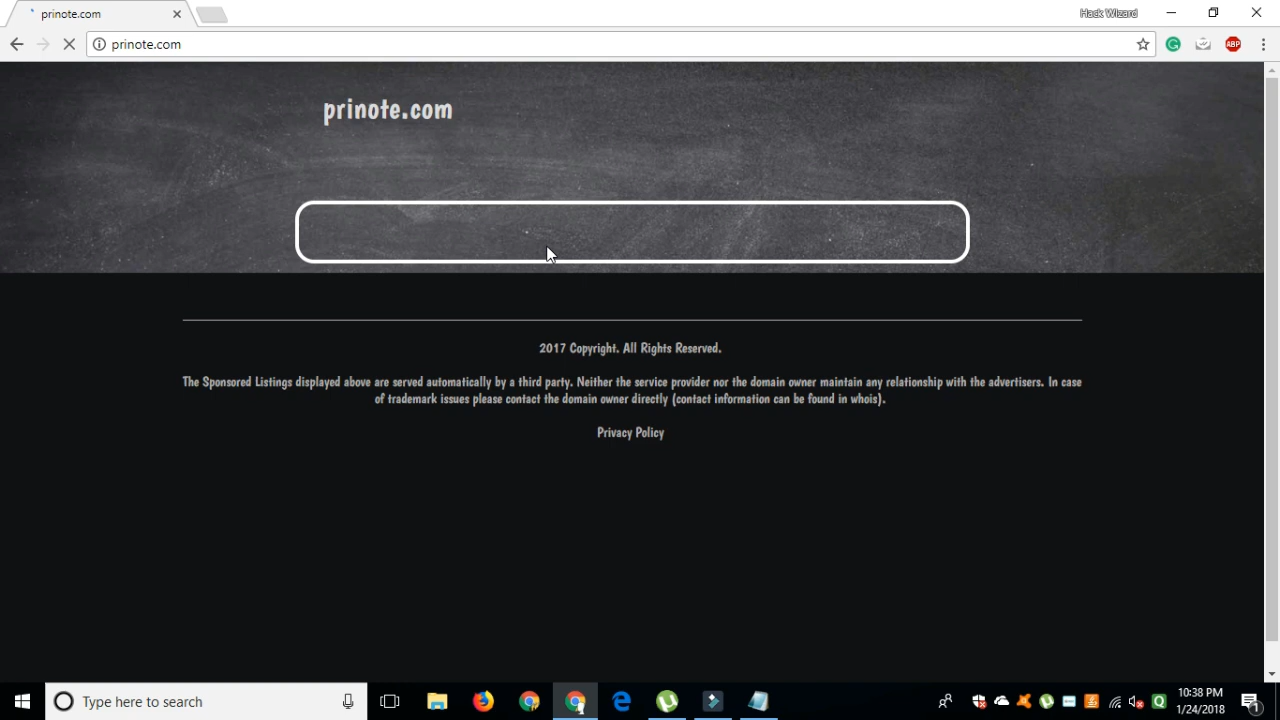 prinote.com
Hack Wizard
prinote.com
ABP
prinote.com
2017 Copyright. All Rights Reserved.
The Sponsored Listings displayed above are served automatically by a third party. Neither the service provider nor the domain owner maintain any relationship with the advertisers. In case
of trademark issues please contact the domain owner directly (contact information can be found in whois).
Privacy Policy
Type here to search
10:38 PM
1/24/2018
1